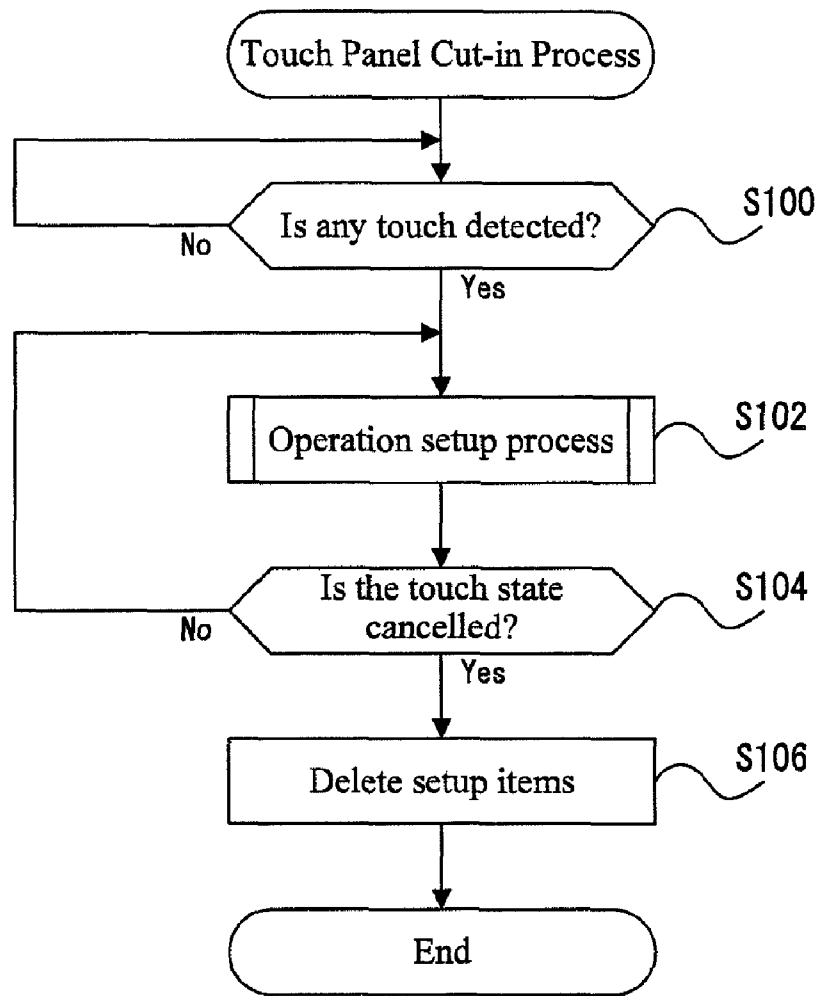 Touch Panel Cut-in Process
Is any touch detected?
S100
No
Yes
Operation setup process
S102
Is the touch state
cancelled?
S104
No
Yes
Delete setup items
S106
End